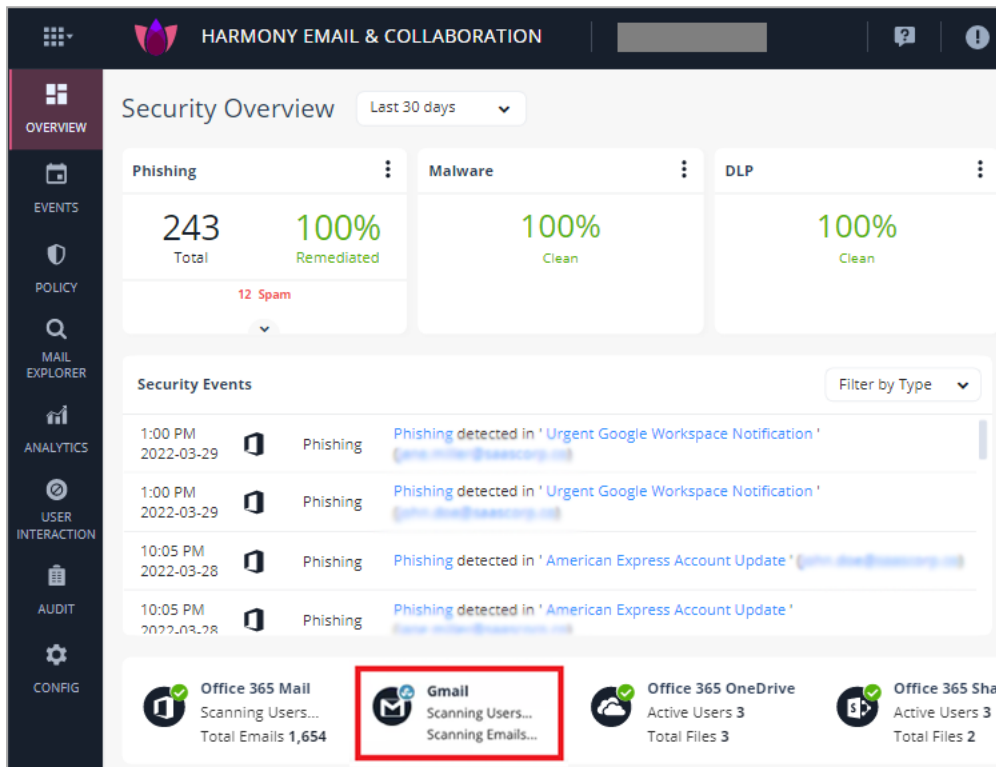 HARMONY EMAIL & COLLABORATION
OVERVIEW
EVENTS
POLICY
MAIL
EXPLORER
ANALYTICS
USER
INTERACTION
AUDIT
CONFIG
Security Overview
Last 30 days
Phishing
243
Total
100%
Remediated
12 Spam
Malware
100%
Clean
DLP
100%
Clean
Security Events
Filter by Type
1:00 PM
2022-03-29
Phishing
Phishing detected in ' Urgent Google Workspace Notification '
1:00 PM
2022-03-29
Phishing
Phishing detected in ' Urgent Google Workspace Notification '
10:05 PM
2022-03-28
Phishing
Phishing detected in ' American Express Account Update '
10:05 PM
2022-03-28
Phishing
Phishing detected in ' American Express Account Update '
Office 365 Mail
Scanning Users...
Total Emails 1,654
Gmail
Scanning Users...
Scanning Emails...
Office 365 OneDrive
Active Users 3
Total Files 3
Office 365 Sha
Active Users 3
Total Files 2